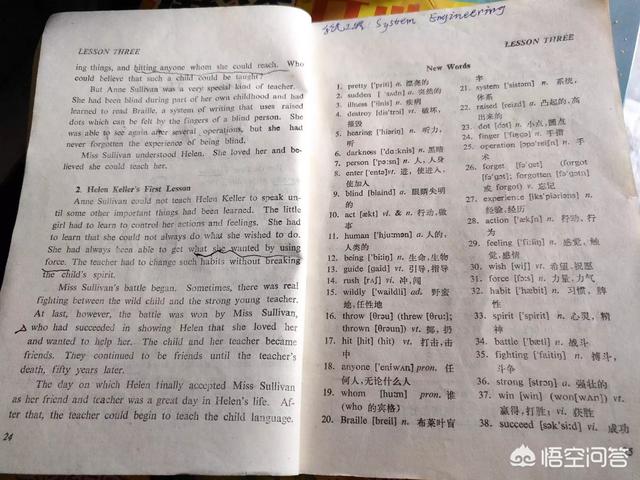 LESSON THREE
ing things, and hitting anyone whom she could reach. Who
could believe that such a child could be taught?
But Anne Sullivan was a very special kind of teacher.
She had been blind during part of her own childhood and had
learned to read Braille, a system of writing that uses raised
dots which can be felt by the fingers of a blind person. She
was able to see again after several operations, but she had
never forgotten the experience of being blind.
Miss Sullivan understood Helen. She loved her and be-
lieved she could teach her.
2. Helen Keller's First Lesson
Anne Sullivan could not teach Helen Keller to speak un-
til some other important things had been learned. The little
girl had to learn to control her actions and feelings. She had
to learn that she could not always do what she wished to do.
She had always been able to get what she wanted by using
force. The teacher had to change such habits without breaking
the child's spirit.
Miss Sullivan's battle began. Sometimes, there was real
fighting between the wild child and the strong young teacher.
At last, however, the battle was won by Miss Sullivan,
who had succeeded in showing Helen that she loved her
and wanted to help her. The child and her teacher became
friends. They continued to be friends until the teacher's
death, fifty years later.
The day on which Helen finally accepted Miss Sullivan
as her friend and teacher was a great day in Helen's life. Af-
ter that, the teacher could begin to teach the child language.
24
System Engineering
LESSON THREE
New Words
1. pretty ['priti] a. 漂亮的
2. sudden ['sʌdn] a. 突然的
3. illness ['ilnis] n. 疾病
4. destroy [dis'trɔi] vt. 破坏,
摧毁
5. hearing ['hiəriŋ] n. 听力,
听
6. darkness ['dɑ:knis] n. 黑暗
7. person ['pə:sn] n. 人, 人身
8. enter ['entə] vt. 进, 使进入,
使加入
9. blind [blaind] a. 眼睛失明
的
10. act [ækt] vi. & n. 行动, 做
事
11. human ['hju:mən] a. 人的,
人类的
12. being ['bi:iŋ] n. 生命, 生物
13. guide [gaid] vt. 引导, 指导
14. rush [rʌʃ] vi. 冲, 闯
15. wildly ['waildli] ad. 野蛮
地, 任性地
16. throw [θrəu] (threw [θru:];
thrown [θrəun]) vt. 掷, 扔
17. hit [hit] (hit) vt. 打击, 击
中
18. anyone ['eniwʌn] pron. 任
何人, 无论什么人
19. whom [hu:m] pron. 谁
(who 的宾格)
20. Braille [breil] n. 布莱叶盲
字
21. system ['sistəm] n. 系统,
体系
22. raised [reizd] a. 凸起的, 高
出来的
23. dot [dɔt] n. 小点, 圆点
24. finger ['fiŋgə] n. 手指
25. operation [ɔpə'reiʃn] n. 手
术
26. forget [fə'get] (forgot
[fə'gɔt]; forgotten [fə'gɔtn]
或 forgot) v. 忘记
27. experience [iks'piəriəns] n.
经验, 经历
28. action ['ækʃn] n. 行动, 行
为
29. feeling ['fi:liŋ] n. 感觉, 触
觉, 感情
30. wish [wiʃ] vt. 希望, 祝愿
31. force [fɔ:s] n. 力量, 力气
32. habit ['hæbit] n. 习惯, 脾
性
33. spirit ['spirit] n. 心灵, 精
神
34. battle ['bætl] n. 战斗
35. fighting ['faitiŋ] n. 搏斗,
斗争
36. strong [strɔŋ] a. 强壮的
37. win [win] (won[wʌn]) vt.
赢得, 打胜; vi. 获胜
38. succeed [sək'si:d] vi. 成功
悟空问答